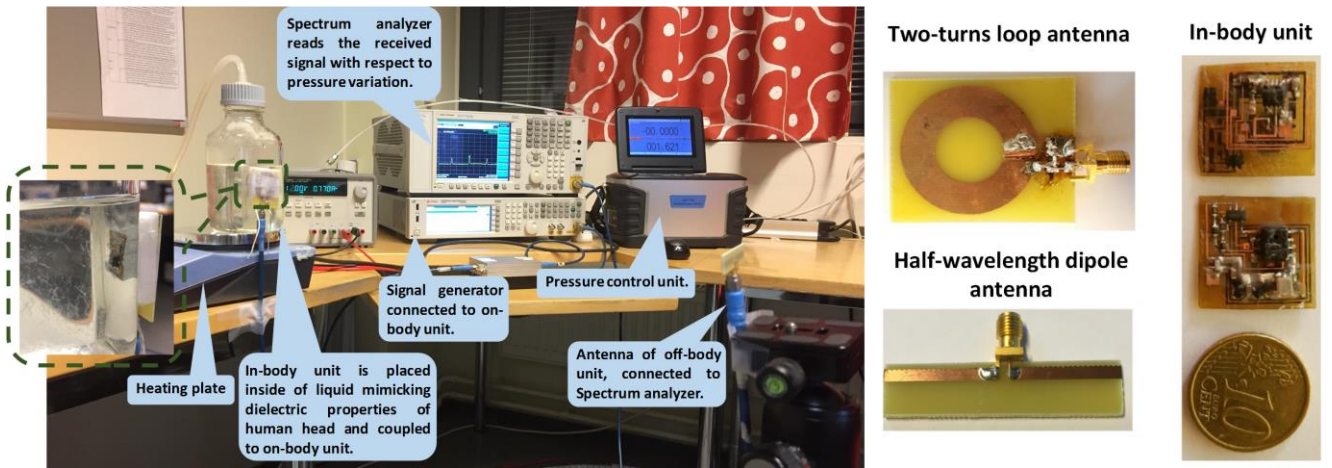 Spectrum analyzer
reads the received
signal with respect to
pressure variation.
-00.0000
001.621
Signal generator
connected to on-
body unit.
Pressure control unit.
Heating plate
In-body unit is placed
inside of liquid mimicking
dielectric properties of
human head and coupled
to on-body unit.
Antenna of off-body
unit, connected to
Spectrum analyzer.
Two-turns loop antenna
Half-wavelength dipole
antenna
In-body unit
10
CENT